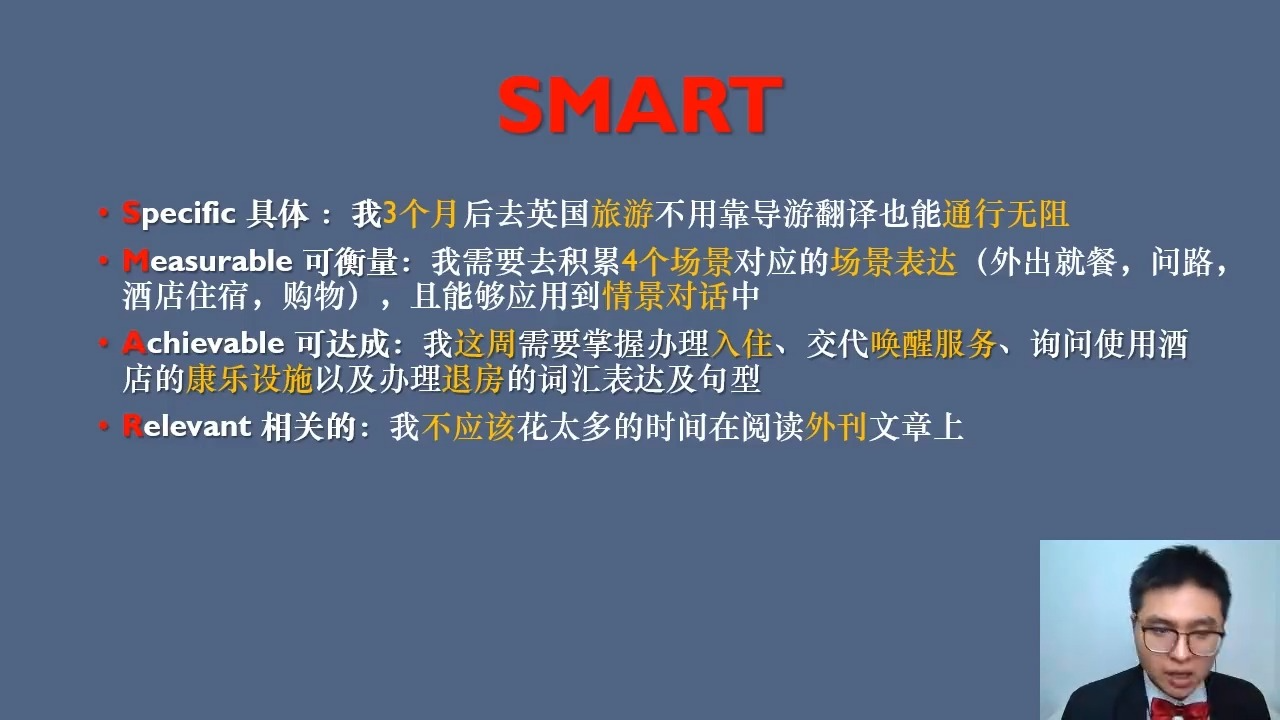 SMART
• Specific 具体 ：我3个月后去英国旅游不用靠导游翻译也能通行无阻
• Measurable 可衡量：我需要去积累4个场景对应的场景表达（外出就餐，问路，
酒店住宿，购物），且能够应用到情景对话中
• Achievable 可达成：我这周需要掌握办理入住、交代唤醒服务、询问使用酒
店的康乐设施以及办理退房的词汇表达及句型
• Relevant 相关的：我不应该花太多的时间在阅读外刊文章上